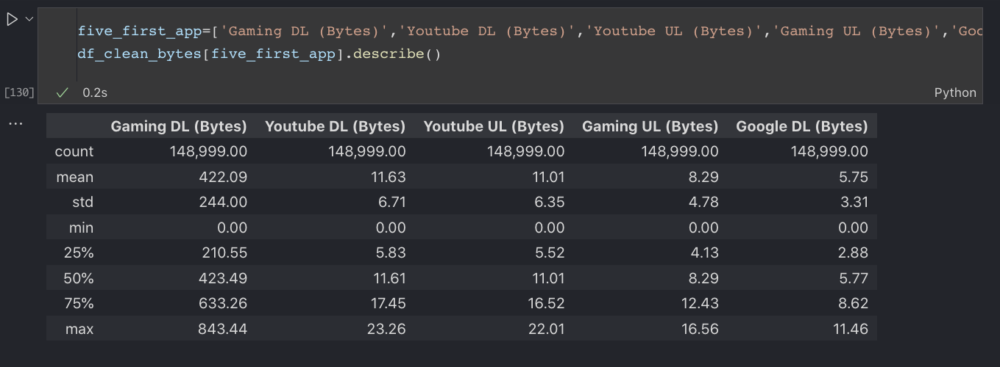 five_first_app=['Gaming DL (Bytes)','Youtube DL (Bytes)','Youtube UL (Bytes)','Gaming UL (Bytes)','Goo
df_clean_bytes[five_first_app].describe()
[130] ✓ 0.2s Python
... Gaming DL (Bytes) Youtube DL (Bytes) Youtube UL (Bytes) Gaming UL (Bytes) Google DL (Bytes)
count 148,999.00 148,999.00 148,999.00 148,999.00 148,999.00
mean 422.09 11.63 11.01 8.29 5.75
std 244.00 6.71 6.35 4.78 3.31
min 0.00 0.00 0.00 0.00 0.00
25% 210.55 5.83 5.52 4.13 2.88
50% 423.49 11.61 11.01 8.29 5.77
75% 633.26 17.45 16.52 12.43 8.62
max 843.44 23.26 22.01 16.56 11.46